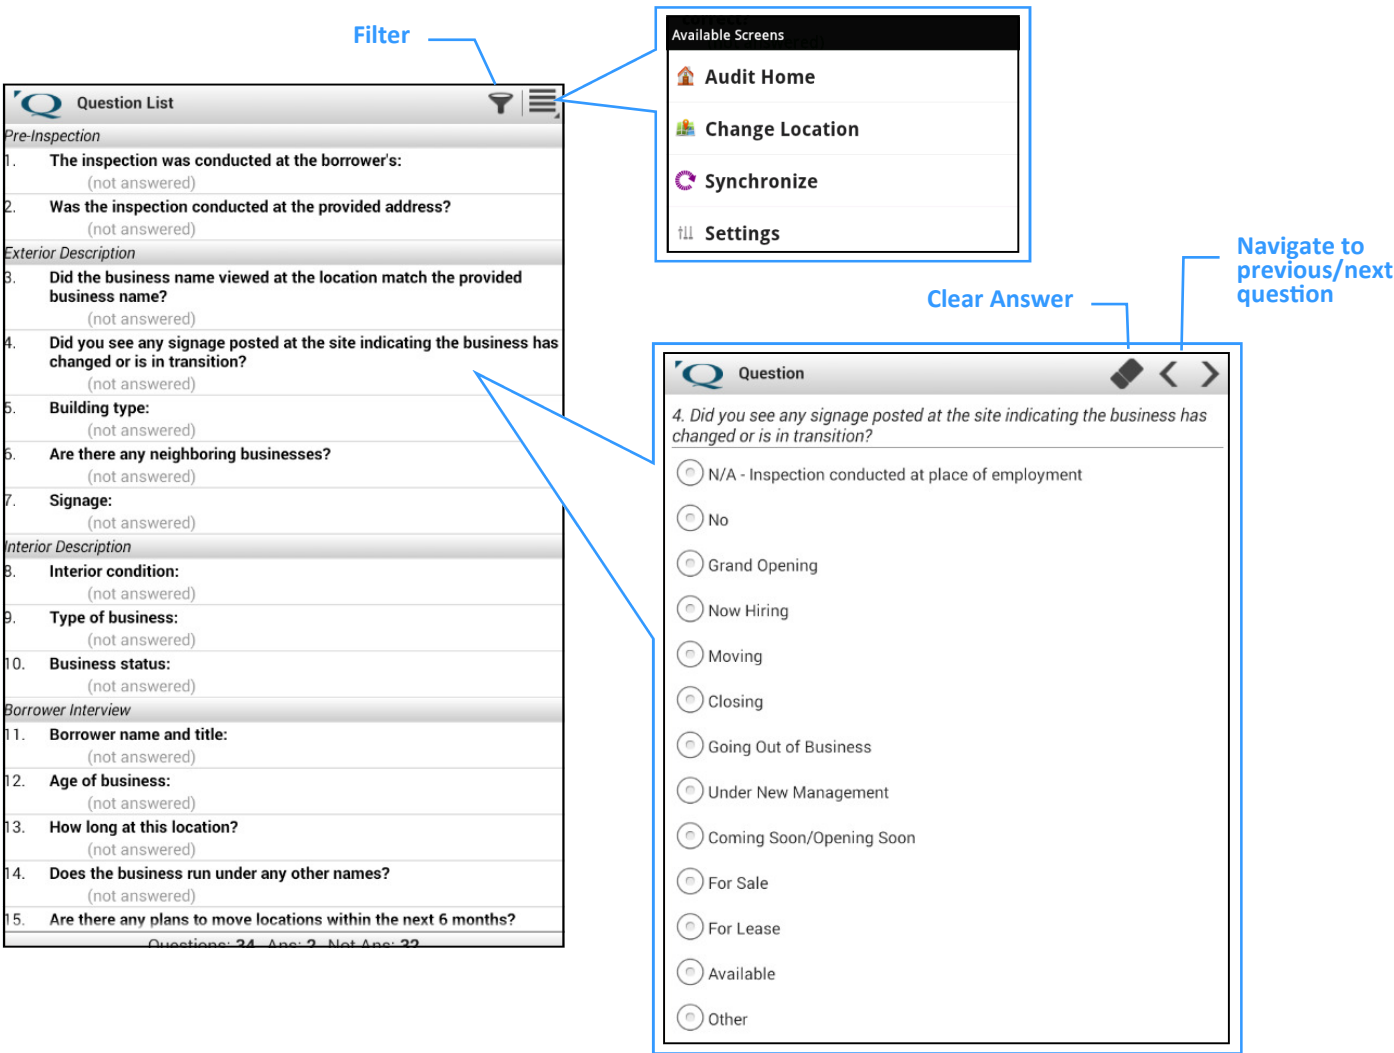 Filter
Question List
Pre-Inspection
1. The inspection was conducted at the borrower's:
(not answered)
2. Was the inspection conducted at the provided address?
(not answered)
Exterior Description
3. Did the business name viewed at the location match the provided
business name?
(not answered)
4. Did you see any signage posted at the site indicating the business has
changed or is in transition?
(not answered)
5. Building type:
(not answered)
6. Are there any neighboring businesses?
(not answered)
7. Signage:
(not answered)
Interior Description
8. Interior condition:
(not answered)
9. Type of business:
(not answered)
10. Business status:
(not answered)
Borrower Interview
11. Borrower name and title:
(not answered)
12. Age of business:
(not answered)
13. How long at this location?
(not answered)
14. Does the business run under any other names?
(not answered)
15. Are there any plans to move locations within the next 6 months?
Questions: 34 Ans: 2 Not Ans: 32
correct?
(not answered)
Available Screens
Audit Home
Change Location
Synchronize
Settings
Navigate to
previous/next
question
Clear Answer
Question
4. Did you see any signage posted at the site indicating the business has
changed or is in transition?
N/A - Inspection conducted at place of employment
No
Grand Opening
Now Hiring
Moving
Closing
Going Out of Business
Under New Management
Coming Soon/Opening Soon
For Sale
For Lease
Available
Other